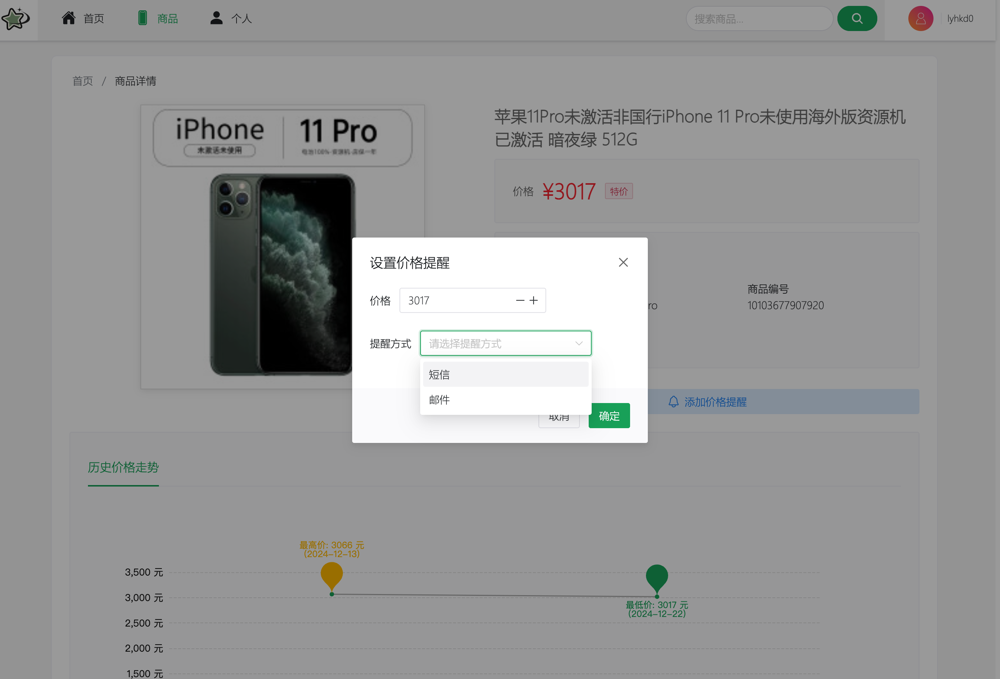 首页
商品
个人
搜索商品...
lyhkd0
首页 / 商品详情
iPhone
未激活未使用
11 Pro
电池100%-资源机-店保一年
苹果11Pro未激活非国行iPhone 11 Pro未使用海外版资源机
已激活 暗夜绿 512G
价格 ¥3017 特价
设置价格提醒
价格 3017
提醒方式 请选择提醒方式
短信
邮件
取消
确定
ro
商品编号
10103677907920
添加价格提醒
历史价格走势
最高价: 3066 元
(2024-12-13)
3,500 元
3,000 元
最低价: 3017 元
(2024-12-22)
2,500 元
2,000 元
1,500 元